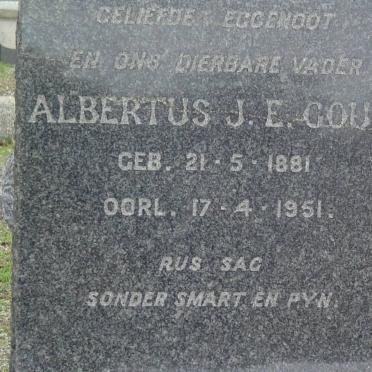 GELIEFDE EGGENOOT
EN ONS DIERBARE VADER
ALBERTUS J. E.
GEB. 21-5-1881
OORL. 17-4-1951.
RUS SAG
SONDER SMART EN PYN.